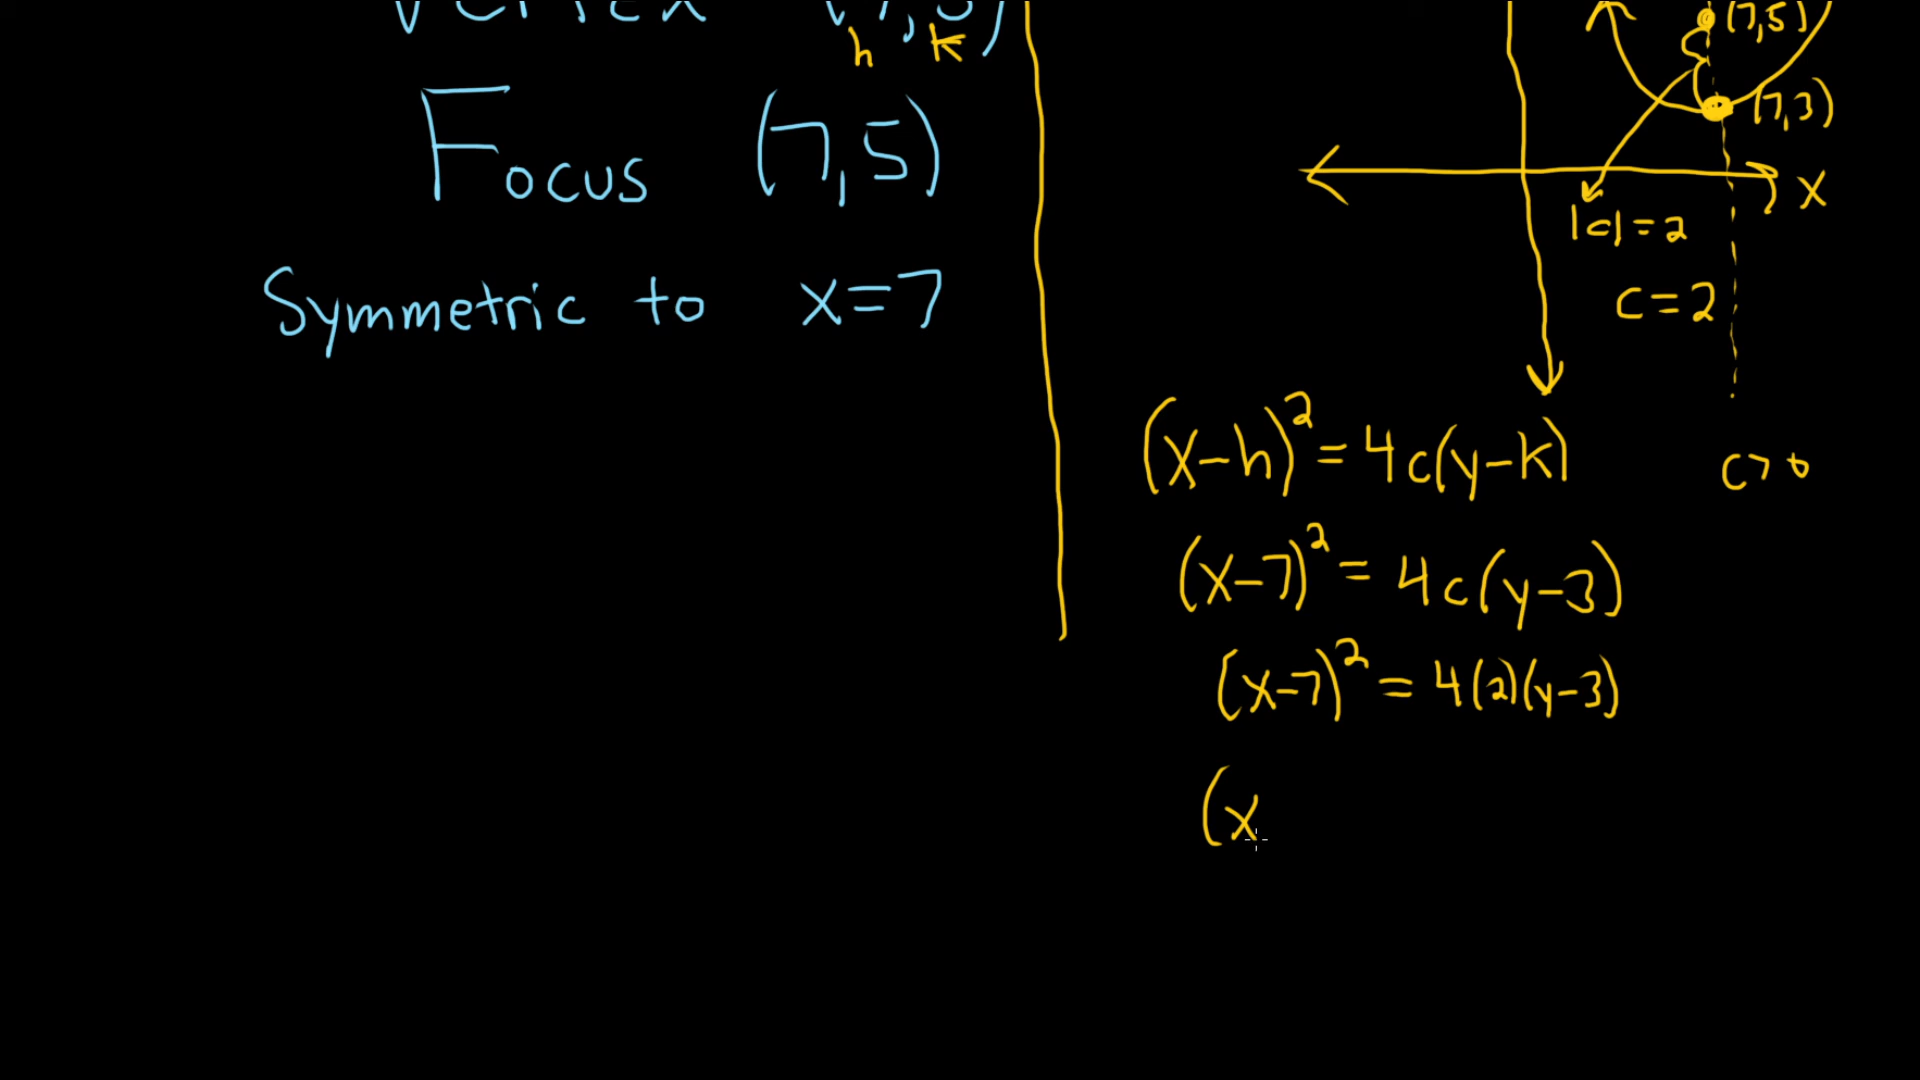 h k
Focus (7,5)
Symmetric to x=7
(7,5)
(7,3)
x
|c|=2
c=2
(x-h)²=4c(y-k)
c>0
(x-7)²=4c(y-3)
(x-7)²=4(2)(y-3)
(x